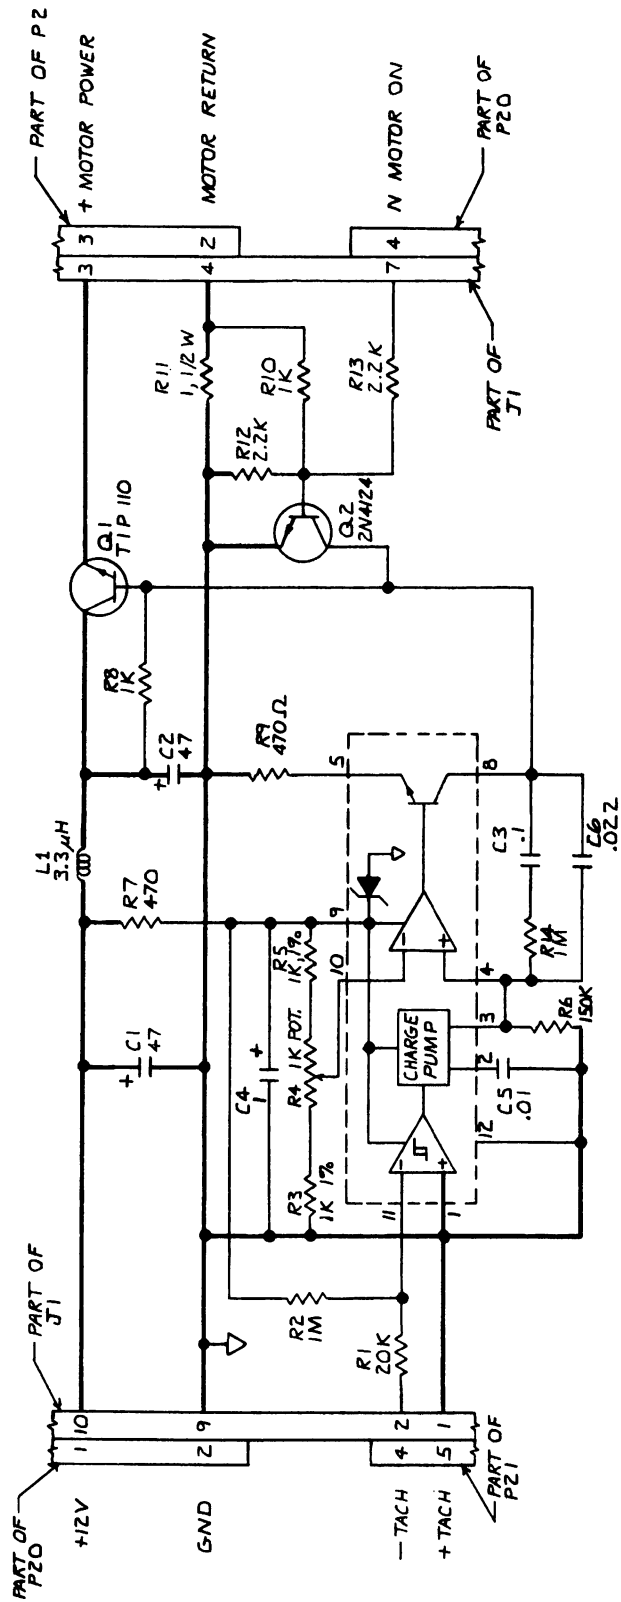 PART OF
P20
+12V
GND
- TACH
+ TACH
PART OF
P21
1
2
4
5
10
9
2
1
PART OF
J1
R2
1M
R1
20K
+
C1
47
C4
1
+
R3
1K 1%
R4
1K POT.
R5
1K, 1%
R7
470
L1
3.3 μH
11
1
10
9
5
12
2
3
4
8
-
+
CHARGE
PUMP
-
+
C5
.01
R6
150K
R14
1M
C3
.1
C6
.022
+
C2
47
R9
470Ω
R8
1K
Q1
TIP 110
Q2
2N4124
R12
2.2K
R11
1, 1/2 W
R10
1K
R13
2.2K
3
4
7
3
2
4
PART OF P2
+ MOTOR POWER
MOTOR RETURN
N MOTOR ON
PART OF
P20
PART OF
J1